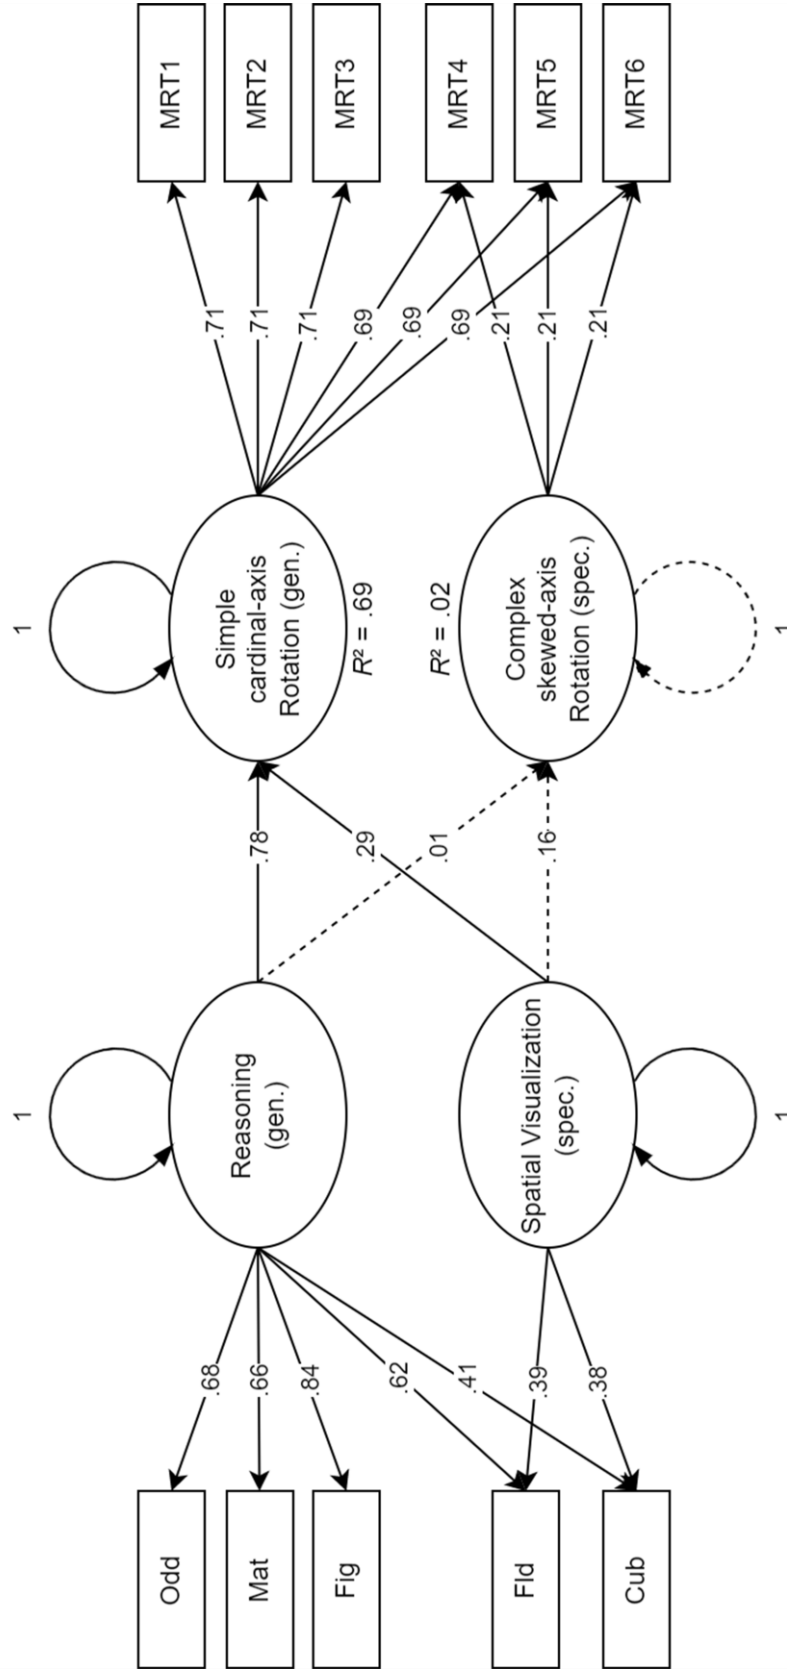 1
1
Odd
Mat
Fig
Fld
Cub
.68
.66
.84
.62
.41
.39
.38
Reasoning
(gen.)
Spatial Visualization
(spec.)
.78
.29
.01
.16
Simple
cardinal-axis
Rotation (gen.)
R² = .69
R² = .02
Complex
skewed-axis
Rotation (spec.)
.71
.71
.71
.69
.69
.69
.21
.21
.21
MRT1
MRT2
MRT3
MRT4
MRT5
MRT6
1
1